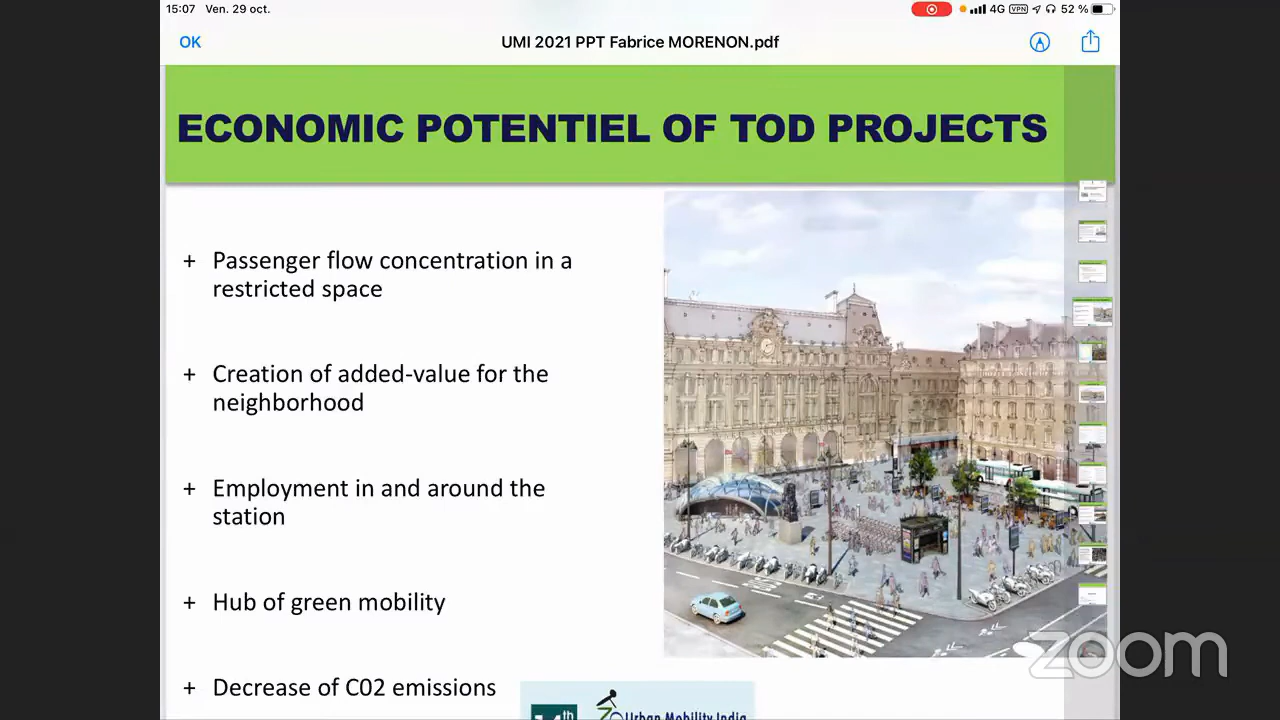 15:07 Ven. 29 oct.
4G VPN 52 %
OK
UMI 2021 PPT Fabrice MORENON.pdf
ECONOMIC POTENTIEL OF TOD PROJECTS
+ Passenger flow concentration in a
restricted space
+ Creation of added-value for the
neighborhood
+ Employment in and around the
station
+ Hub of green mobility
+ Decrease of C02 emissions
14th
Urban Mobility India
zoom